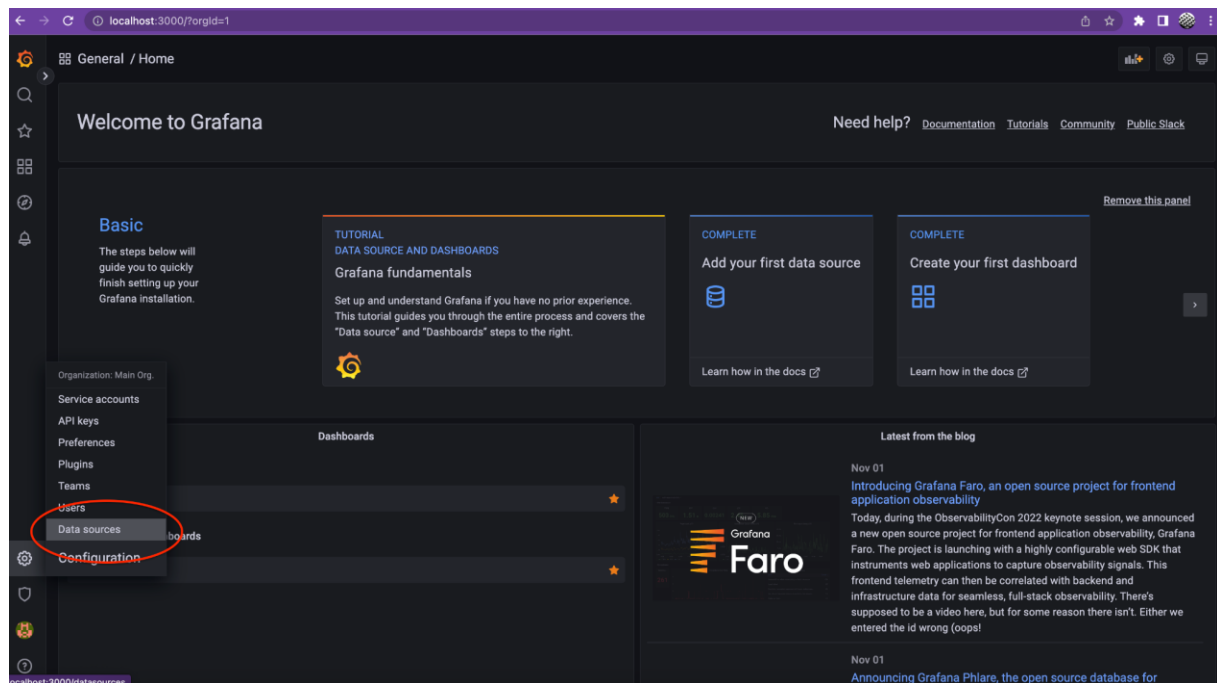 localhost:3000/?orgId=1
General / Home
Welcome to Grafana
Need help? Documentation Tutorials Community Public Slack
Remove this panel
Basic
The steps below will
guide you to quickly
finish setting up your
Grafana installation.
TUTORIAL
DATA SOURCE AND DASHBOARDS
Grafana fundamentals
Set up and understand Grafana if you have no prior experience.
This tutorial guides you through the entire process and covers the
"Data source" and "Dashboards" steps to the right.
COMPLETE
Add your first data source
Learn how in the docs
COMPLETE
Create your first dashboard
Learn how in the docs
Organization: Main Org.
Service accounts
API keys
Preferences
Plugins
Teams
Users
Data sources
Configuration
Dashboards
boards
Latest from the blog
Nov 01
Introducing Grafana Faro, an open source project for frontend
application observability
Today, during the ObservabilityCon 2022 keynote session, we announced
a new open source project for frontend application observability, Grafana
Faro. The project is launching with a highly configurable web SDK that
instruments web applications to capture observability signals. This
frontend telemetry can then be correlated with backend and
infrastructure data for seamless, full-stack observability. There's
supposed to be a video here, but for some reason there isn't. Either we
entered the id wrong (oops!
NEW
Grafana
Faro
Nov 01
Announcing Grafana Phlare, the open source database for
localhost:3000/datasources